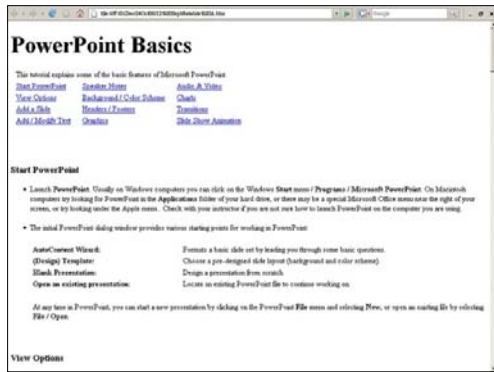 PowerPoint Basics
This tutorial explains some of the basic features of Microsoft PowerPoint
Start PowerPoint Speaker Notes Audio & Video
View Options Background / Color Scheme Charts
Add a Slide Headers / Footers Transitions
Add / Modify Text Graphics Slide Show Animation
Start PowerPoint
• Launch PowerPoint. Usually on Windows computers you can click on the Windows Start menu / Programs / Microsoft PowerPoint. On Macintosh
computers try looking for PowerPoint in the Applications folder of your hard drive, or there may be a special Microsoft Office menu near the right of your
screen, or try looking under the Apple menu. Check with your instructor if you are not sure how to launch PowerPoint on the computer you are using.
• The initial PowerPoint dialog window provides various starting points for working in PowerPoint:
AutoContent Wizard: Formats a basic slide set by leading you through some basic questions.
(Design) Template: Choose a pre-designed slide layout (background and color scheme).
Blank Presentation: Design a presentation from scratch.
Open an existing presentation: Locate an existing PowerPoint file to continue working on.
At any time in PowerPoint, you can start a new presentation by clicking on the PowerPoint File menu and selecting New, or open an existing file by selecting
File / Open.
View Options